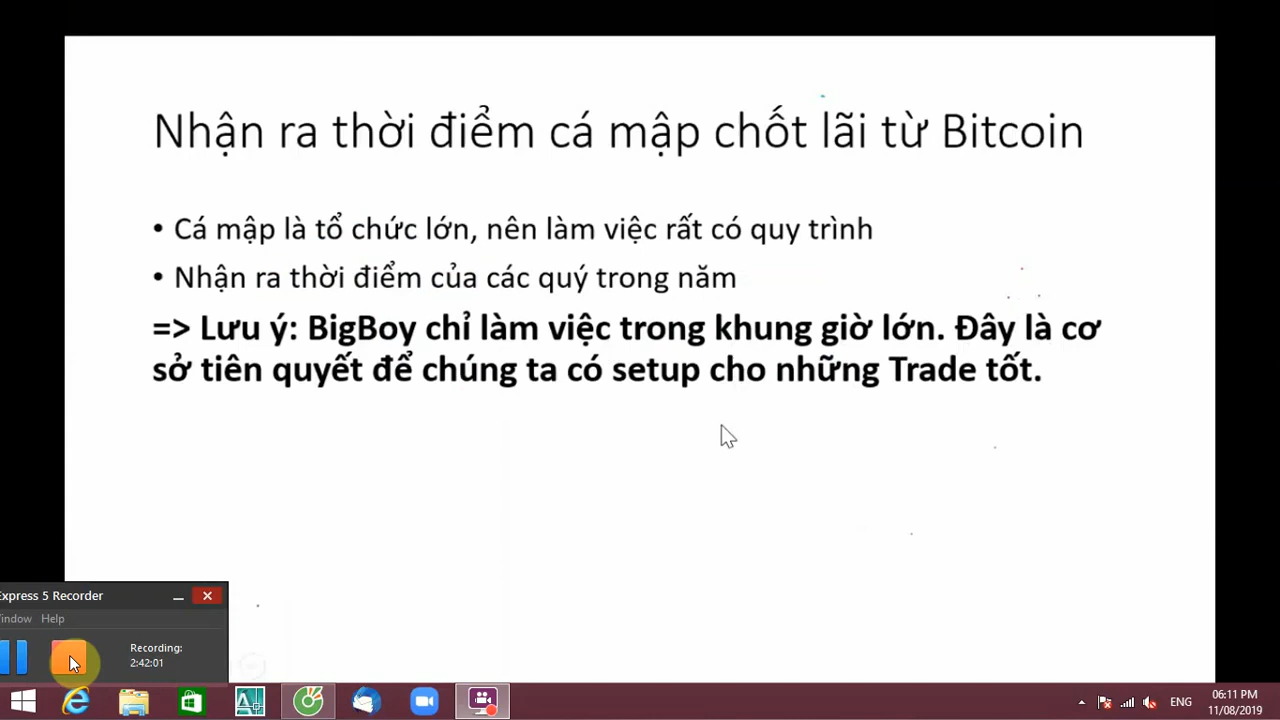 Nhận ra thời điểm cá mập chốt lãi từ Bitcoin
• Cá mập là tổ chức lớn, nên làm việc rất có quy trình
• Nhận ra thời điểm của các quý trong năm
=> Lưu ý: BigBoy chỉ làm việc trong khung giờ lớn. Đây là cơ
sở tiên quyết để chúng ta có setup cho những Trade tốt.
Express 5 Recorder
Window Help
Recording:
2:42:01
ENG
06:11 PM
11/08/2019